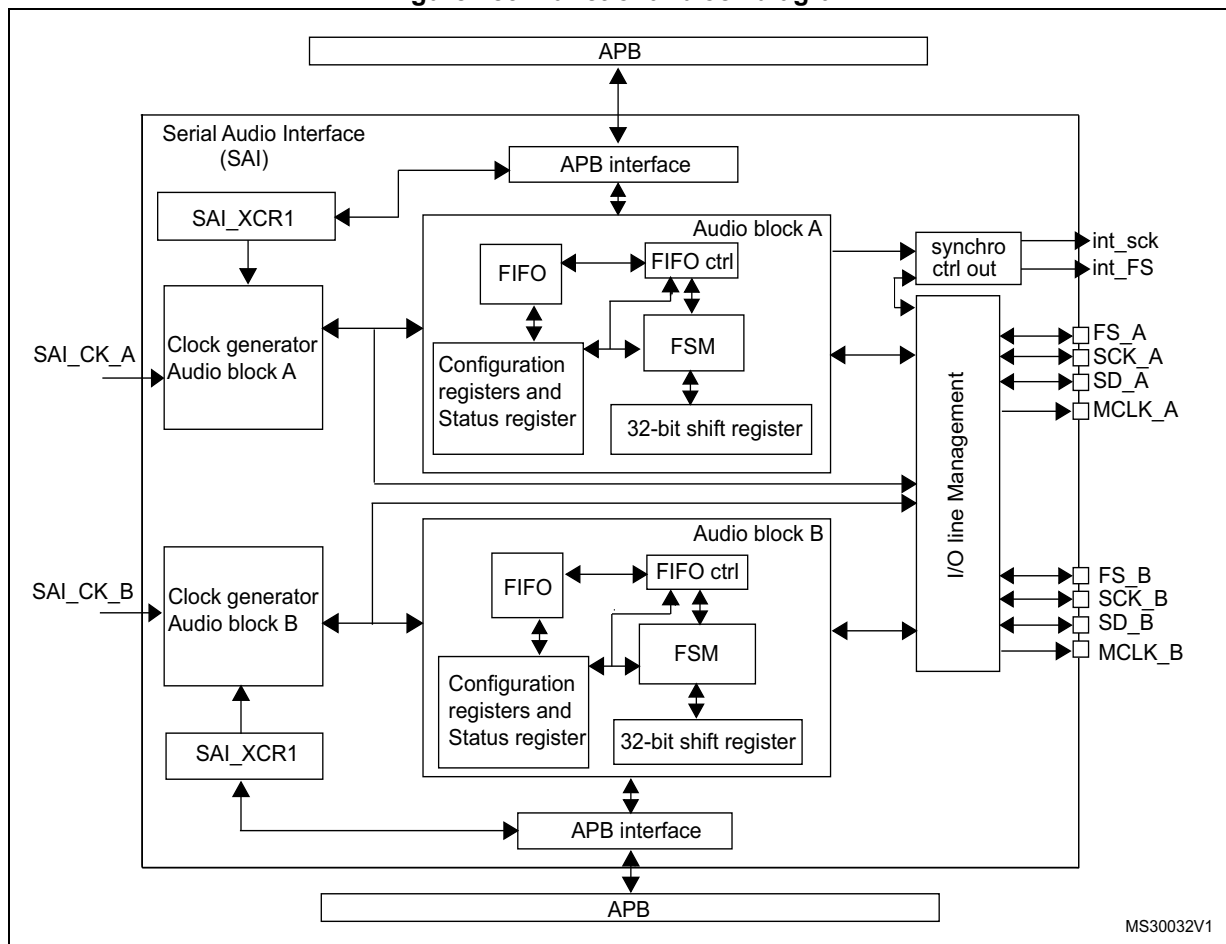 APB
Serial Audio Interface
(SAI)
APB interface
SAI_XCR1
Audio block A
synchro
ctrl out
int_sck
int_FS
FIFO
FIFO ctrl
Clock generator
Audio block A
SAI_CK_A
Configuration
registers and
Status register
FSM
32-bit shift register
FS_A
SCK_A
SD_A
MCLK_A
I/O line Management
Audio block B
FIFO
FIFO ctrl
SAI_CK_B
Clock generator
Audio block B
Configuration
registers and
Status register
FSM
32-bit shift register
FS_B
SCK_B
SD_B
MCLK_B
SAI_XCR1
APB interface
APB
MS30032V1